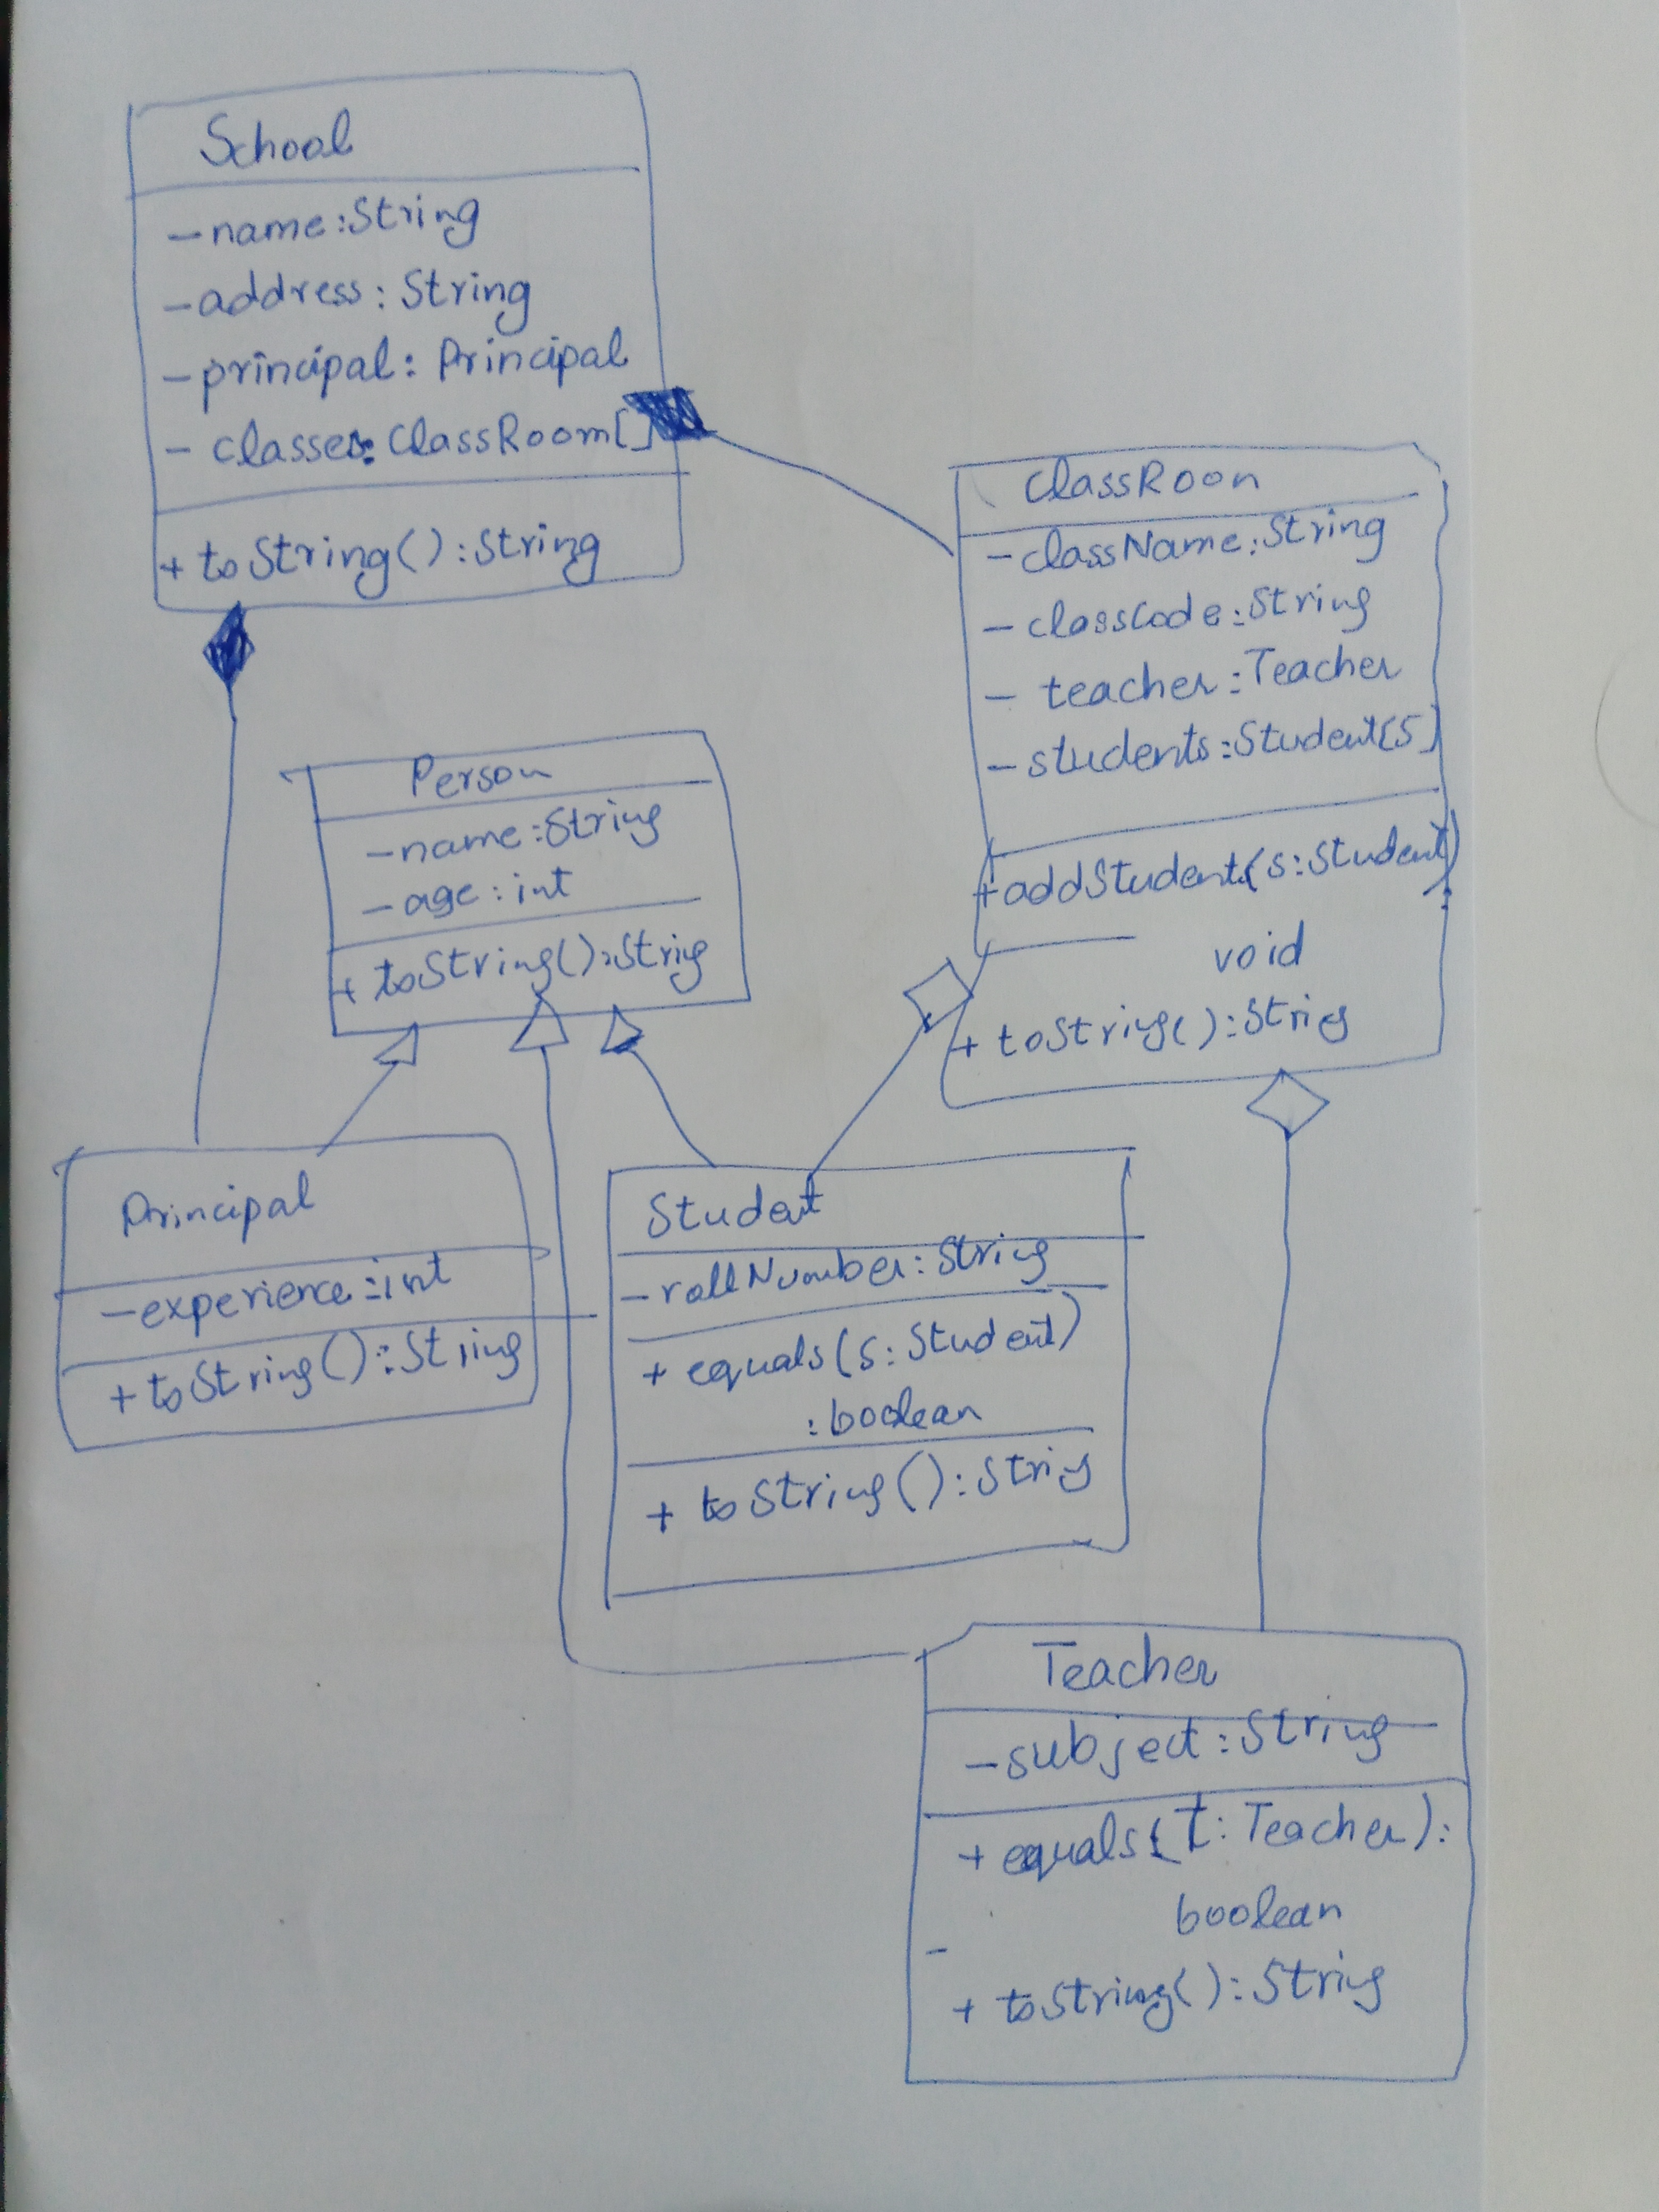 School
-name:String
-address: String
-principal: Principal
- classes: ClassRoom[]
+ toString() :String
ClassRoon
-className:String
-classCode:String
- teacher:Teacher
-students:Student[5]
+addStudent(s:Student):
void
+ toString():String
Person
-name:String
-age:int
+ toString():String
Principal
-experience:int
+toString():String
Student
-rollNumber:String
+ equals(s:Student)
:boolean
+ toString():String
Teacher
-subject:String
+equals(t:Teacher):
boolean
-
+ toString():String